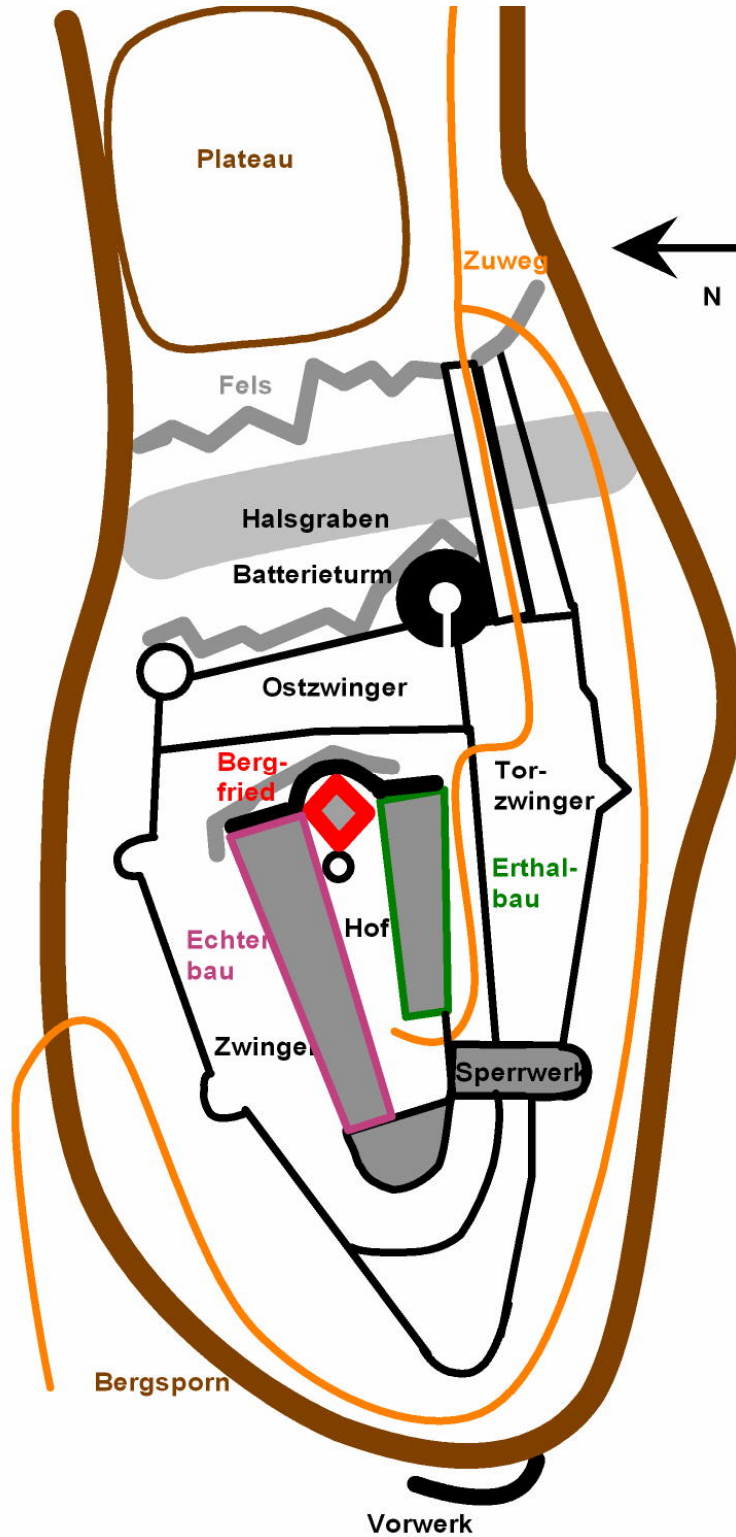 Plateau
Zuweg
N
Fels
Halsgraben
Batterieturm
Ostzwinger
Berg-
fried
Tor-
zwinger
Erthal-
bau
Hof
Echter
bau
Zwinger
Sperrwerk
Bergsporn
Vorwerk